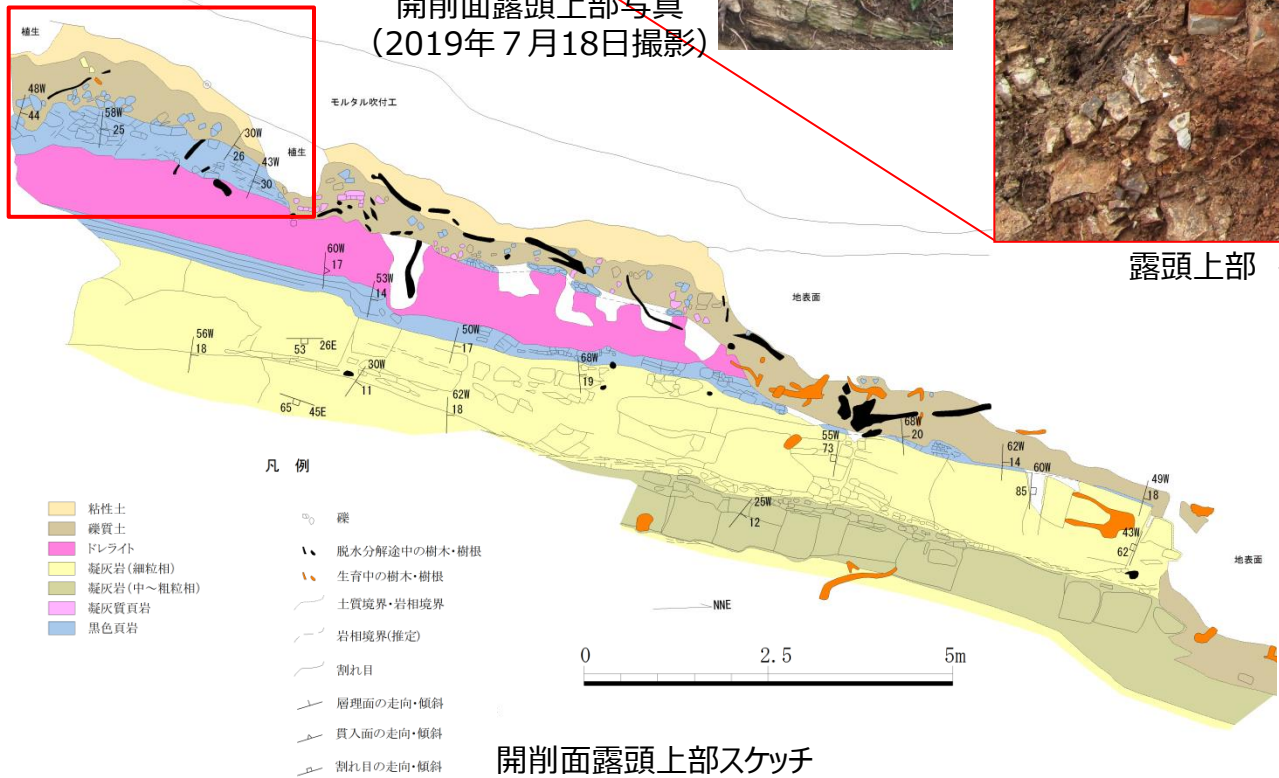 開削面露頭上部写真
(2019年7月18日撮影)
露頭上部
植生
48W
44
58W
25
30W
26
43W
30
植生
モルタル吹付工
地表面
60W
17
53W
14
50W
17
68W
19
56W
18
53
26E
30W
11
65
45E
62W
18
55W
73
68W
20
62W
14
60W
85
49W
18
43W
62
25W
12
地表面
NNE
0 2.5 5m
凡 例
粘性土
礫質土
ドレライト
凝灰岩(細粒相)
凝灰岩(中~粗粒相)
凝灰質頁岩
黒色頁岩
礫
脱水分解途中の樹木・樹根
生育中の樹木・樹根
土質境界・岩相境界
岩相境界(推定)
割れ目
層理面の走向・傾斜
貫入面の走向・傾斜
割れ目の走向・傾斜
開削面露頭上部スケッチ